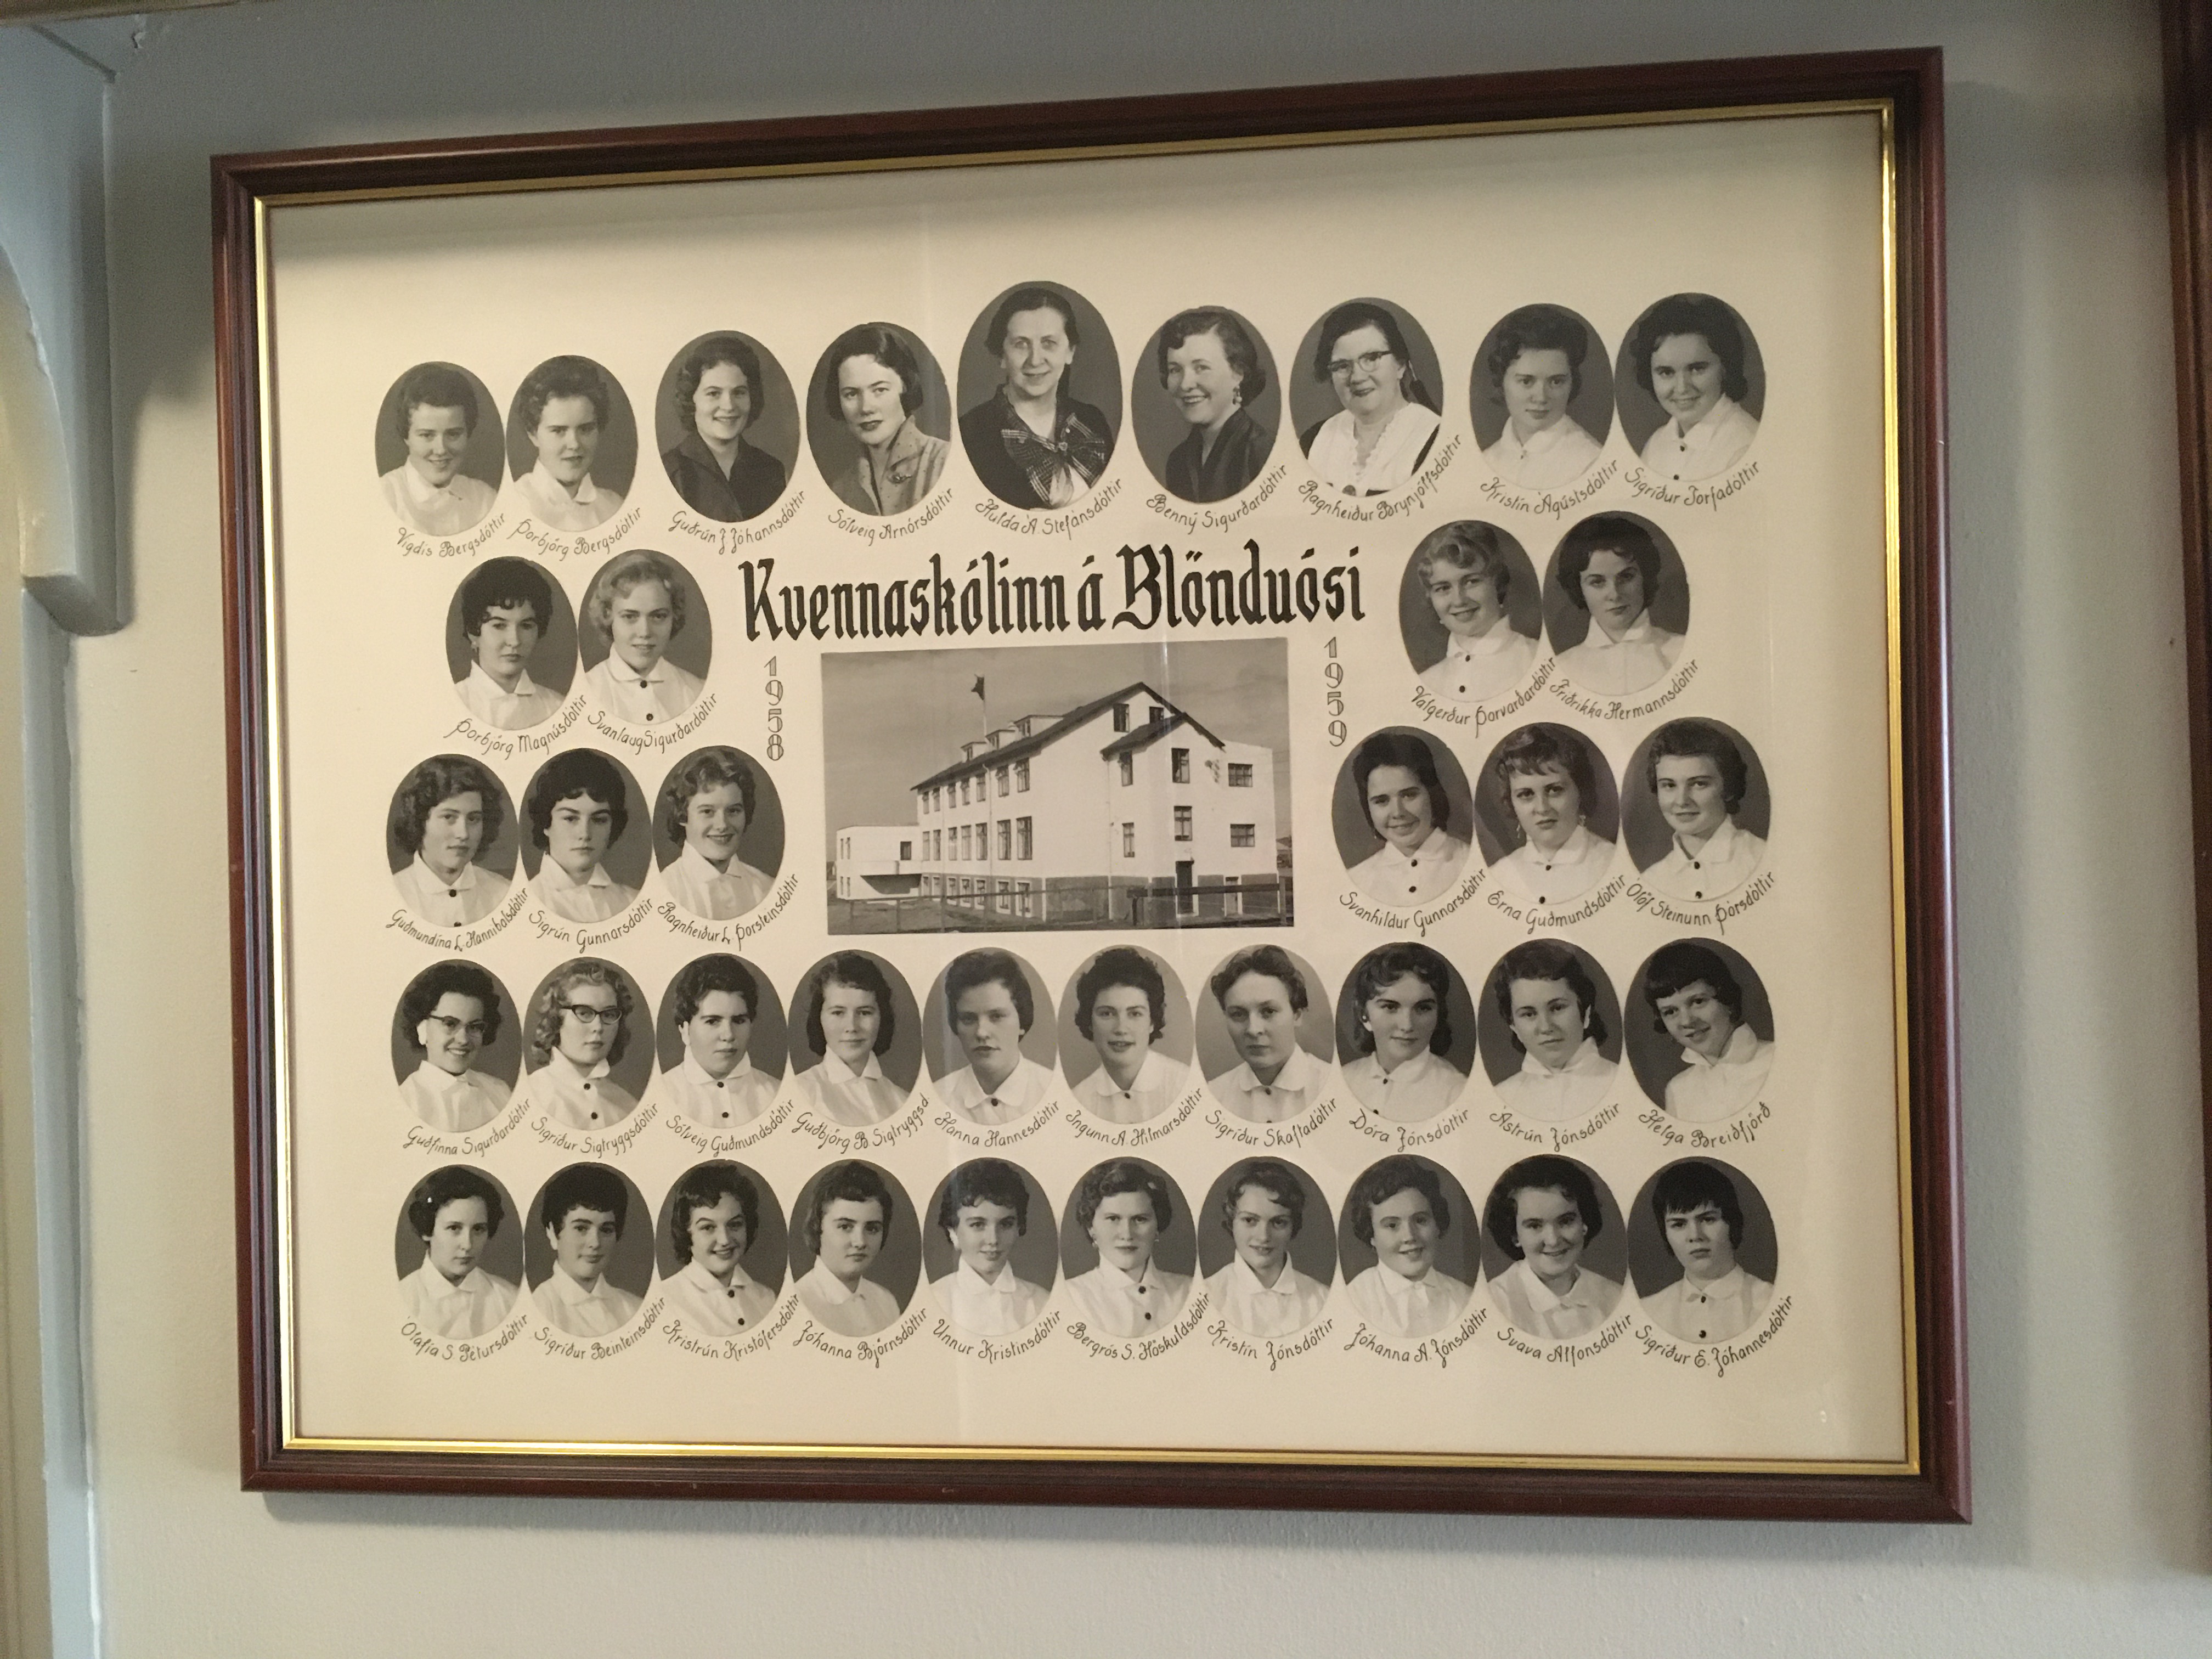 Vigdís Bergsdóttir
Þorbjörg Bergsdóttir
Guðrún J Jóhannsdóttir
Sólveig Arnórsdóttir
Hulda Á Stefánsdóttir
Benný Sigurðardóttir
Ragnheiður Brynjólfsdóttir
Kristín Ágústsdóttir
Sigríður Torfadóttir
Kvennaskólinn á Blönduósi
Þorbjörg Magnúsdóttir
Svanlaug Sigurðardóttir
1958
1959
Valgerður Þorvarðardóttir
Friðrikka Hermannsdóttir
Guðmundína L. Hannibalsdóttir
Sigrún Gunnarsdóttir
Ragnheiður L Þorsteinsdóttir
Svanhildur Gunnarsdóttir
Erna Guðmundsdóttir
Ólöf Steinunn Þórsdóttir
Guðfinna Sigurðardóttir
Sigríður Sigtryggsdóttir
Sólveig Guðmundsdóttir
Guðbjörg B Sigtryggsd
Hanna Hannesdóttir
Ingunn A. Hilmarsdóttir
Sigríður Skaftadóttir
Dóra Jónsdóttir
Ástrún Jónsdóttir
Helga Breiðfjörð
Ólafía S. Pétursdóttir
Sigríður Beinteinsdóttir
Kristrún Kristófersdóttir
Jóhanna Björnsdóttir
Unnur Kristinsdóttir
Bergrós S. Höskuldsdóttir
Kristín Jónsdóttir
Jóhanna A. Jónsdóttir
Svava Alfonsdóttir
Sigríður E. Jóhannesdóttir